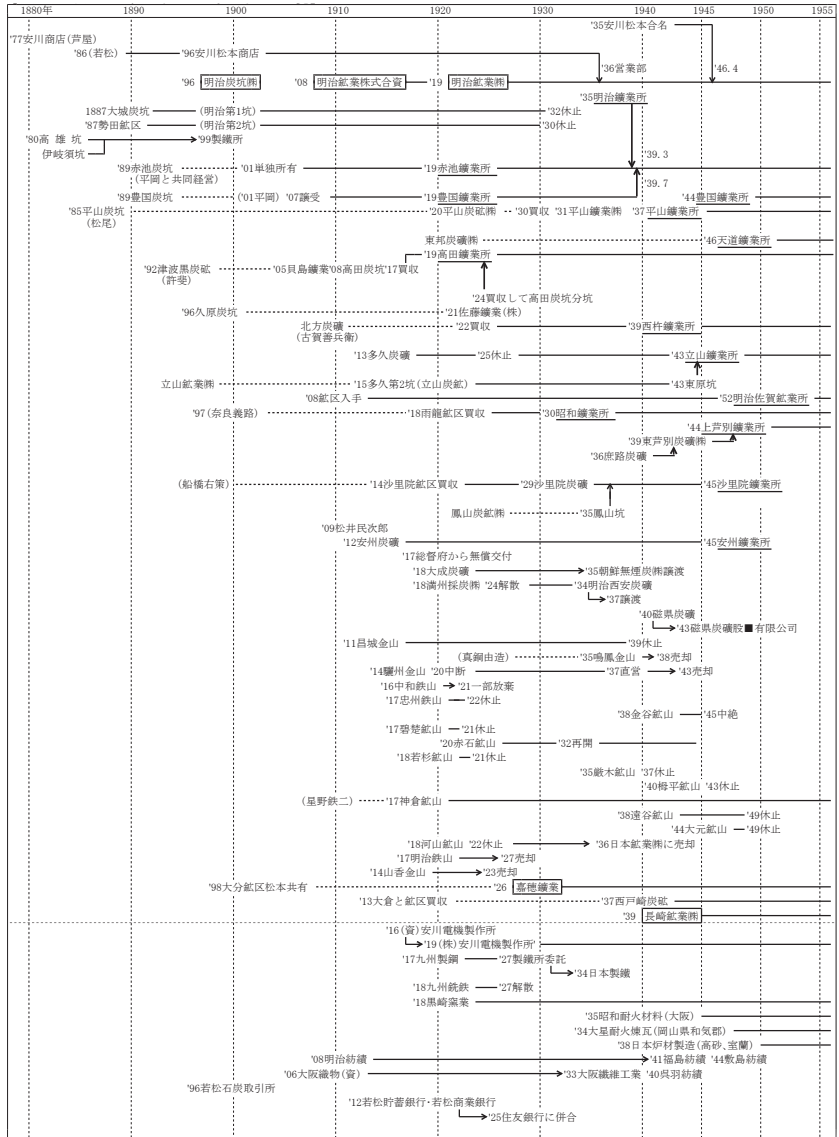 1880年 1890 1900 1910 1920 1930 1940 1950 1955
'35安川松本合名
'77安川商店(芦屋)
'86(若松) '96安川松本商店
'36営業部 '46.4
'96 明治炭坑㈱ '08 明治鉱業株式合資 '19 明治鉱業㈱
'35明治鑛業所
1887大城炭坑 (明治第1坑) '32休止
'87勢田鉱区 (明治第2坑) '30休止
'80高雄坑 '99製鐵所
伊岐須坑
'39.3
'89赤池炭坑 '01単独所有 '19赤池鑛業所
(平岡と共同経営)
'39.7
'89豊国炭坑 ('01平岡) '07譲受 '19豊国鑛業所 '44豊国鑛業所
'85平山炭坑 '20平山炭砿㈱ '30買収 '31平山鑛業㈱ '37平山鑛業所
(松尾)
東邦炭礦㈱ '46天道鑛業所
'19高田鑛業所
'92津波黒炭砿 '05貝島鑛業 '08高田炭坑 '17買収
(許斐)
'24買収して高田炭坑分坑
'96久原炭坑 '21佐藤鑛業(株)
北方炭礦 '22買収 '39西杵鑛業所
(古賀善兵衛)
'13多久炭礦 '25休止 '43立山鑛業所
立山鉱業㈱ '15多久第2坑(立山炭鉱) '43東原坑
'08鉱区入手 '52明治佐賀鉱業所
'97(奈良義路) '18雨龍鉱区買収 '30昭和鑛業所
'44上芦別鑛業所
'39東芦別炭礦㈱
'36庶路炭礦
(船橋右策) '14沙里院鉱区買収 '29沙里院炭礦 '45沙里院鑛業所
鳳山炭鉱㈱ '35鳳山坑
'09松井民次郎
'12安州炭礦 '45安州鑛業所
'17総督府から無償交付
'18大成炭礦 '35朝鮮無煙炭㈱譲渡
'18満州採炭㈱ '24解散 '34明治西安炭礦
'37譲渡
'40磁県炭礦
'43磁県炭礦股■有限公司
'11昌城金山 '39休止
(真鍋由造) '35鳴鳳金山 '38売却
'14驪州金山 '20中断 '37直営 '43売却
'16中和鉄山 '21一部放棄
'17忠州鉄山 '22休止
'38金谷鉱山 '45中絶
'17碧楚鉱山 '21休止
'20赤石鉱山 '32再開
'18若杉鉱山 '21休止
'35厳木鉱山 '37休止
'40栂平鉱山 '43休止
(星野鉄二) '17神倉鉱山
'38遠谷鉱山 '49休止
'44大元鉱山 '49休止
'18河山鉱山 '22休止 '36日本鉱業㈱に売却
'17明治鉄山 '27売却
'14山香金山 '23売却
'98大分鉱区松本共有 '26 嘉穂鑛業
'13大倉と鉱区買収 '37西戸崎炭砿
'39 長崎鉱業㈱
'16(資)安川電機製作所
'19(株)安川電機製作所'
'17九州製鋼 '27製鐵所委託
'34日本製鐵
'18九州銑鉄 '27解散
'18黒崎窯業
'35昭和耐火材料(大阪)
'34大星耐火煉瓦(岡山県和気郡)
'38日本炉材製造(高砂、室蘭)
'08明治紡績 '41福島紡績 '44敷島紡績
'06大阪織物(資) '33大阪繊維工業 '40呉羽紡績
'96若松石炭取引所
'12若松貯蓄銀行・若松商業銀行
'25住友銀行に併合